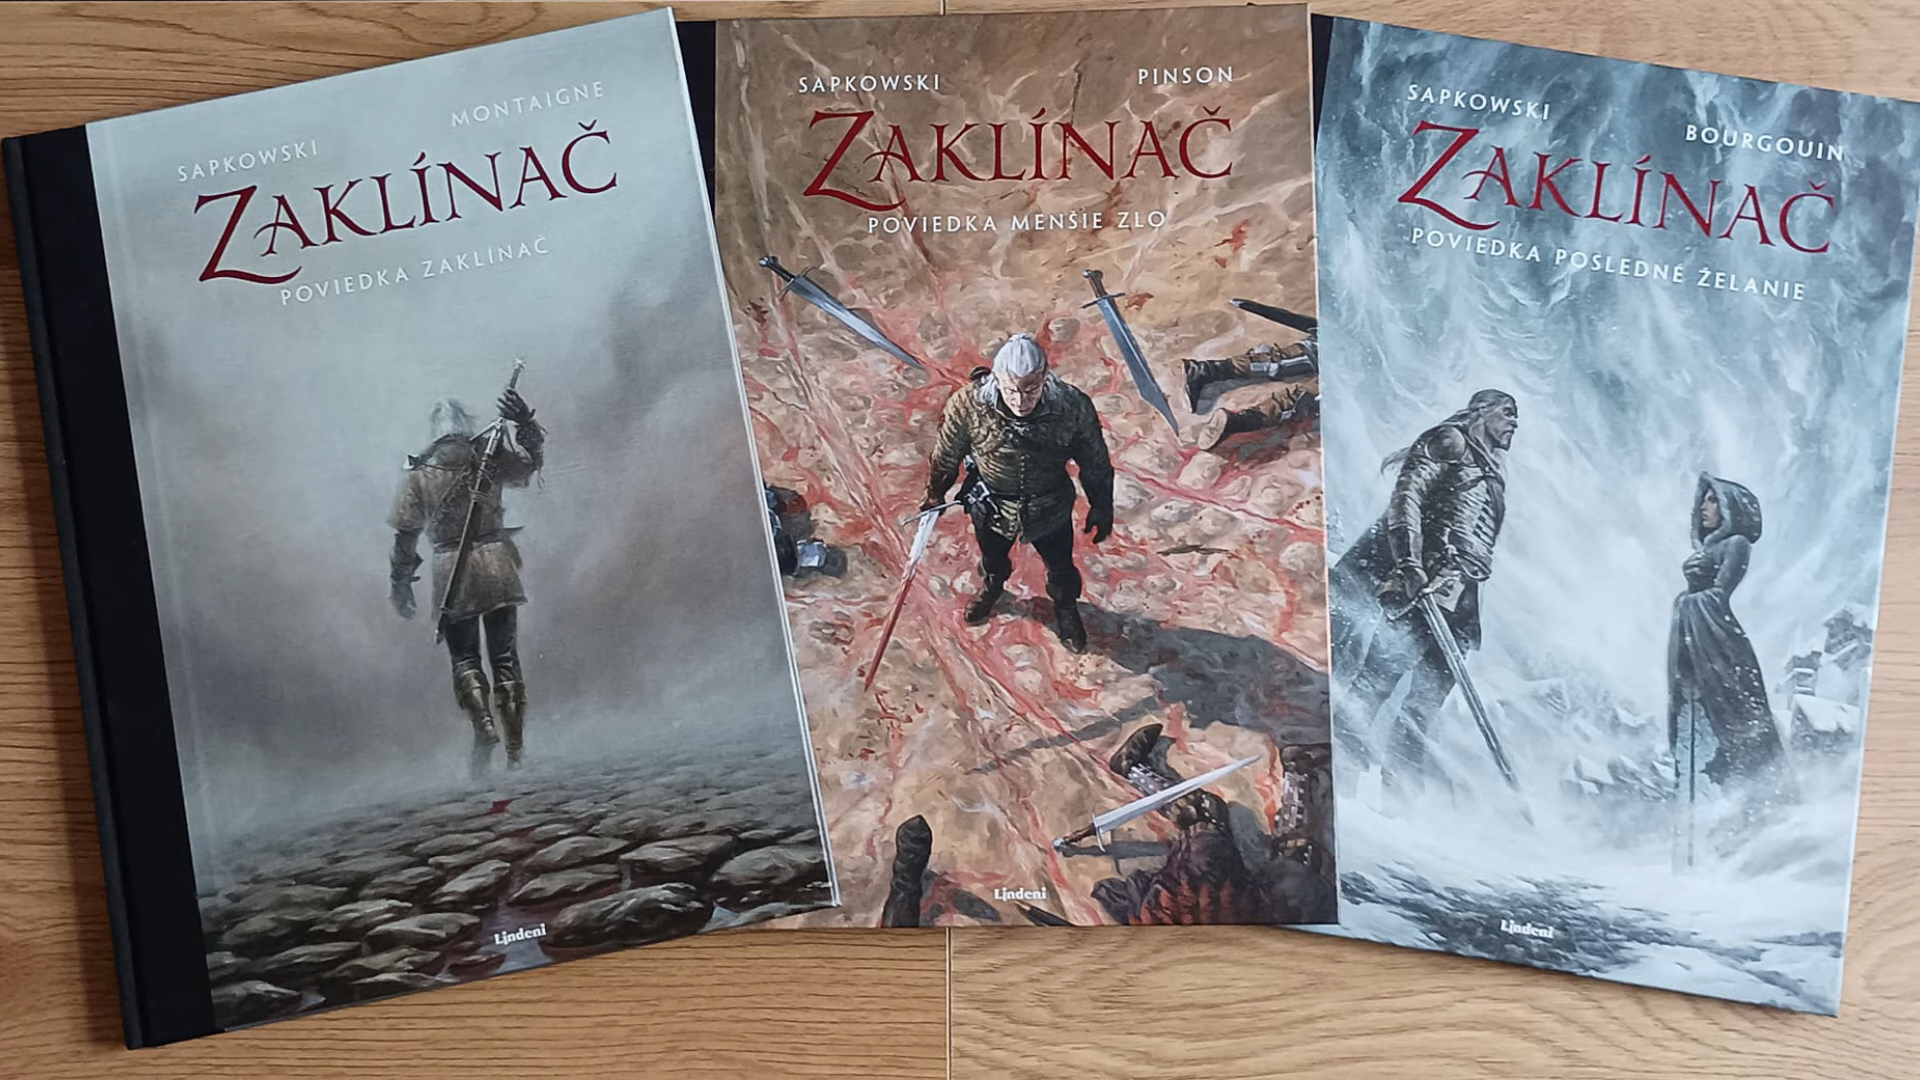 SAPKOWSKI
MONTAIGNE
ZAKLÍNAČ
POVIEDKA ZAKLÍNAČ
Lindeni
SAPKOWSKI
PINSON
ZAKLÍNAČ
POVIEDKA MENŠIE ZLO
Lindeni
SAPKOWSKI
BOURGOUIN
ZAKLÍNAČ
POVIEDKA POSLEDNÉ ŽELANIE
Lindeni